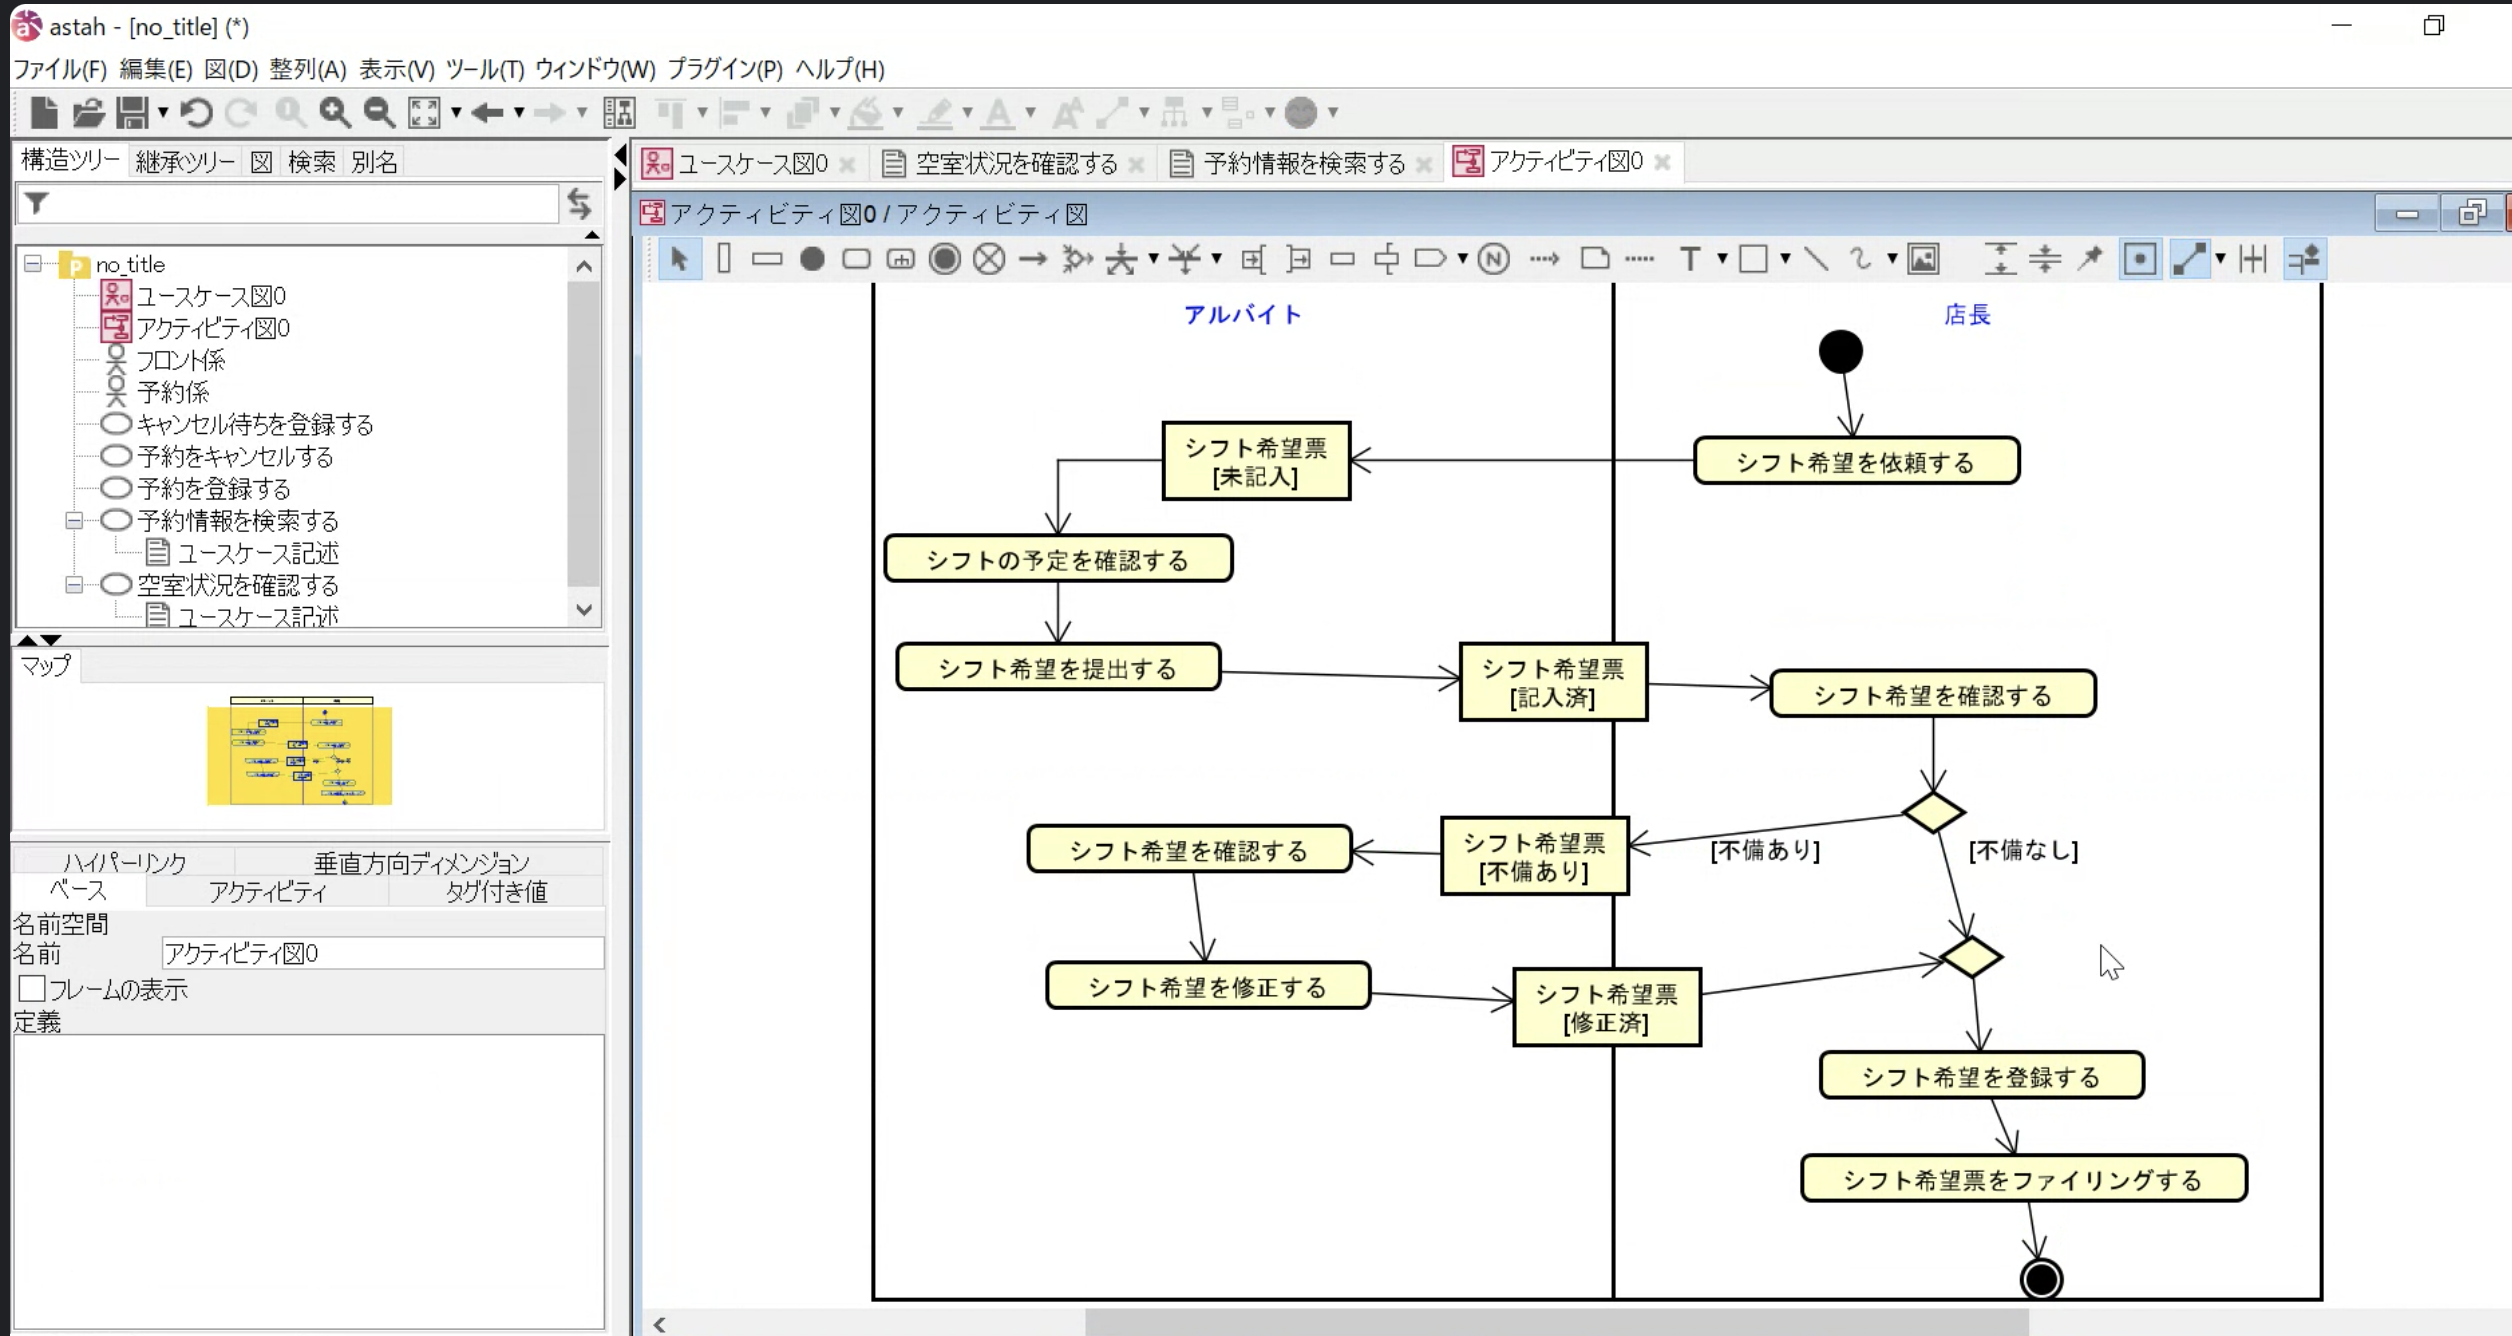 astah - [no_title] (*)
ファイル(F) 編集(E) 図(D) 整列(A) 表示(V) ツール(T) ウィンドウ(W) プラグイン(P) ヘルプ(H)
構造ツリー 継承ツリー 図 検索 別名
no_title
ユースケース図0
アクティビティ図0
フロント係
予約係
キャンセル待ちを登録する
予約をキャンセルする
予約を登録する
予約情報を検索する
ユースケース記述
空室状況を確認する
ユースケース記述
マップ
ハイパーリンク 垂直方向ディメンジョン
ベース アクティビティ タグ付き値
名前空間
名前 アクティビティ図0
フレームの表示
定義
ユースケース図0 空室状況を確認する 予約情報を検索する アクティビティ図0
アクティビティ図0 / アクティビティ図
アルバイト 店長
シフト希望票
[未記入]
シフト希望を依頼する
シフトの予定を確認する
シフト希望を提出する
シフト希望票
[記入済]
シフト希望を確認する
シフト希望を確認する
シフト希望票
[不備あり]
[不備あり]
[不備なし]
シフト希望を修正する
シフト希望票
[修正済]
シフト希望を登録する
シフト希望票をファイリングする